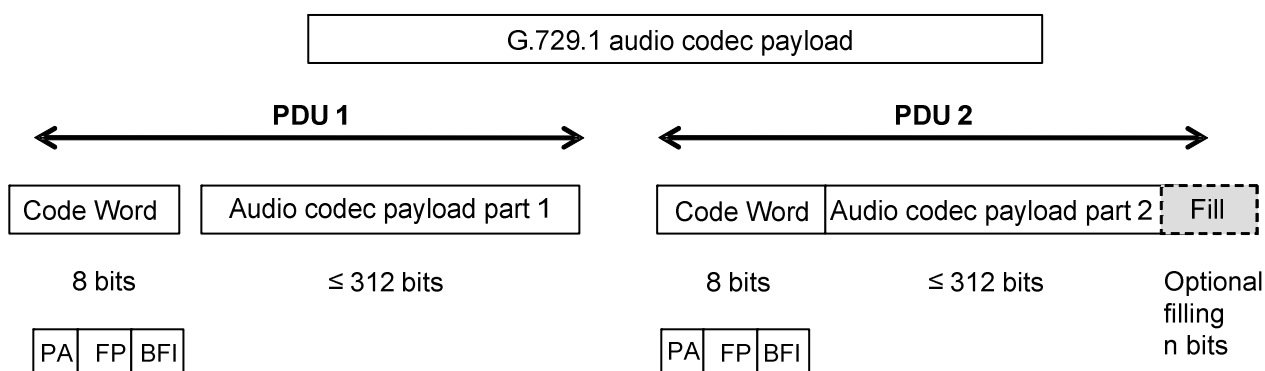 G.729.1 audio codec payload
PDU 1
PDU 2
Code Word
Audio codec payload part 1
Code Word
Audio codec payload part 2
Fill
8 bits
≤ 312 bits
8 bits
≤ 312 bits
Optional
filling
n bits
PA FP BFI
PA FP BFI